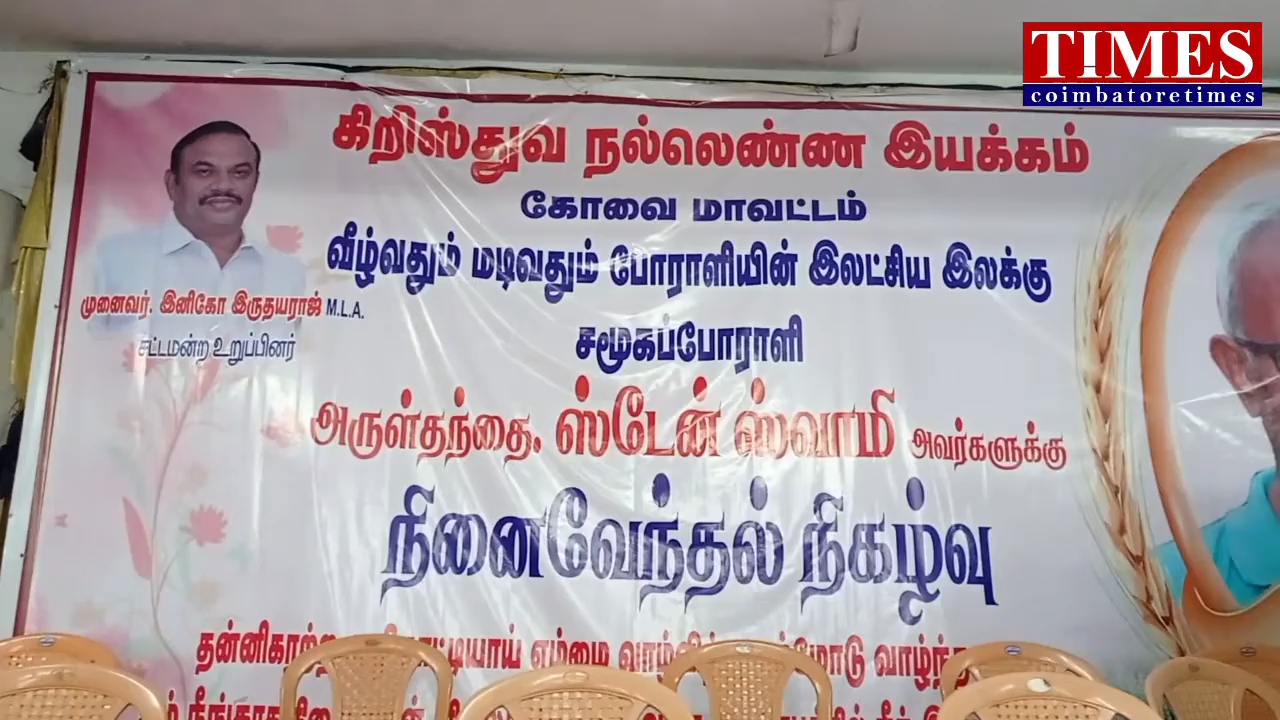 TIMES
coimbatoretimes
கிறிஸ்துவ நல்லெண்ண இயக்கம்
கோவை மாவட்டம்
வீழ்வதும் மடிவதும் போராளியின் இலட்சிய இலக்கு
முனைவர். இனிகோ இருதயராஜ் M.L.A.
சட்டமன்ற உறுப்பினர்
சமூகப்போராளி
அருள்தந்தை. ஸ்டேன் ஸ்வாமி அவர்களுக்கு
நினைவேந்தல் நிகழ்வு
எம்மை